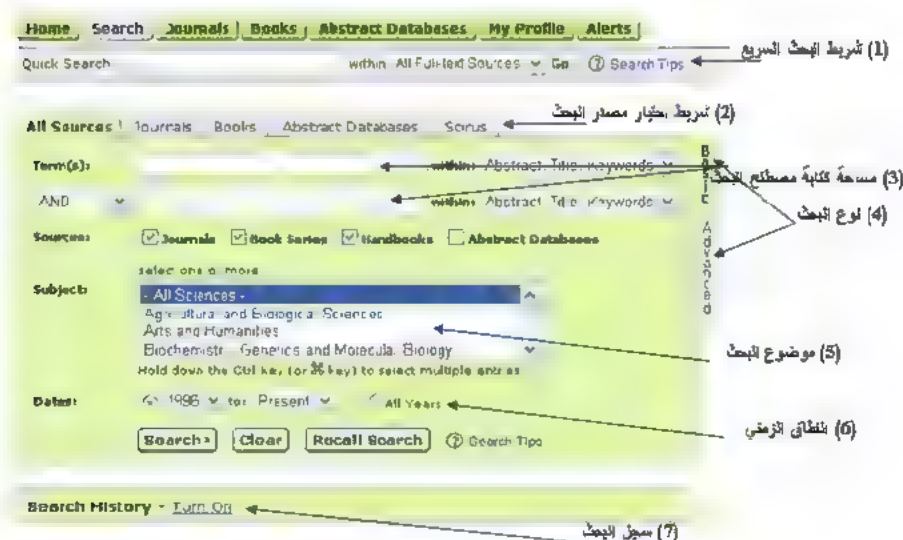 Home Search Journals Books Abstract Databases My Profile Alerts
Quick Search within All Full-text Sources Go ? Search Tips
(1) شريط البحث السريع
(2) شريط اختيار مصدر البحث
All Sources Journals Books Abstract Databases Scirus
Term(s): within Abstract Title Keywords
(3) مساحة كتابة مصطلح البحث
AND within Abstract Title Keywords
(4) نوع البحث
Basic
Advanced
Sources: Journals Book Series Handbooks Abstract Databases
select one or more
Subject: - All Sciences -
Agricultural and Biological Sciences
Arts and Humanities
Biochemistry Genetics and Molecular Biology
(5) موضوع البحث
Hold down the Ctrl key (or ⌘ key) to select multiple entries
Dates: 1996 to: Present All Years
(6) النطاق الزمني
Search Clear Recall Search ? Search Tips
Search History - Turn On
(7) سجل البحث